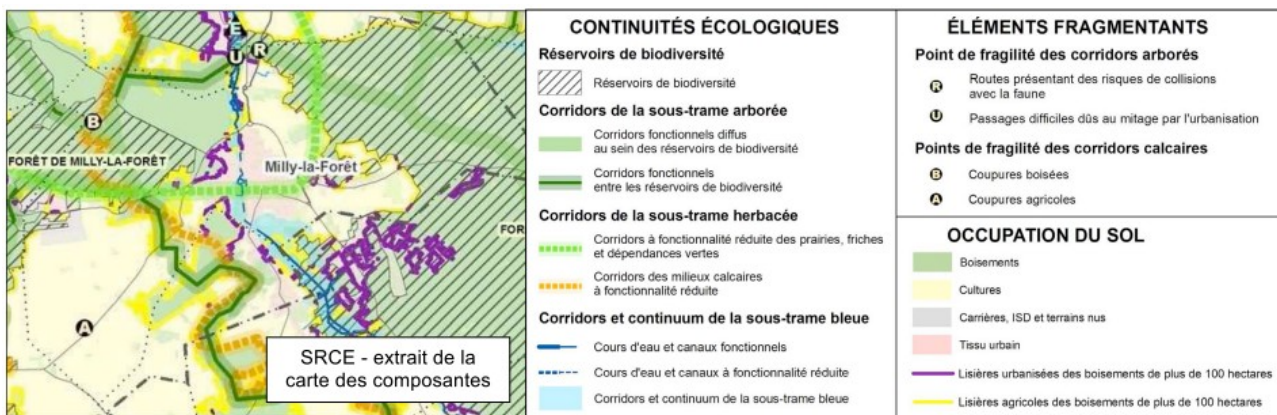 E
U
R
B
FORÊT DE MILLY-LA-FORÊT
Milly-la-Forêt
FOR
A
SRCE - extrait de la
carte des composantes
CONTINUITÉS ÉCOLOGIQUES
Réservoirs de biodiversité
Réservoirs de biodiversité
Corridors de la sous-trame arborée
Corridors fonctionnels diffus
au sein des réservoirs de biodiversité
Corridors fonctionnels
entre les réservoirs de biodiversité
Corridors de la sous-trame herbacée
Corridors à fonctionnalité réduite des prairies, friches
et dépendances vertes
Corridors des milieux calcaires
à fonctionnalité réduite
Corridors et continuum de la sous-trame bleue
Cours d'eau et canaux fonctionnels
Cours d'eau et canaux à fonctionnalité réduite
Corridors et continuum de la sous-trame bleue
ÉLÉMENTS FRAGMENTANTS
Point de fragilité des corridors arborés
R Routes présentant des risques de collisions
avec la faune
U Passages difficiles dûs au mitage par l'urbanisation
Points de fragilité des corridors calcaires
B Coupures boisées
A Coupures agricoles
OCCUPATION DU SOL
Boisements
Cultures
Carrières, ISD et terrains nus
Tissu urbain
Lisières urbanisées des boisements de plus de 100 hectares
Lisières agricoles des boisements de plus de 100 hectares